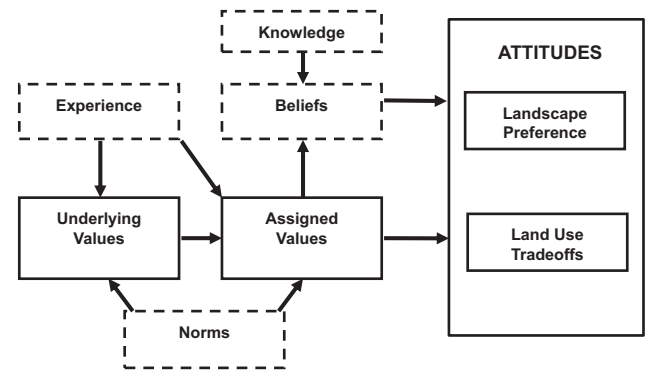 Knowledge
ATTITUDES
Experience
Beliefs
Landscape
Preference
Underlying
Values
Assigned
Values
Land Use
Tradeoffs
Norms